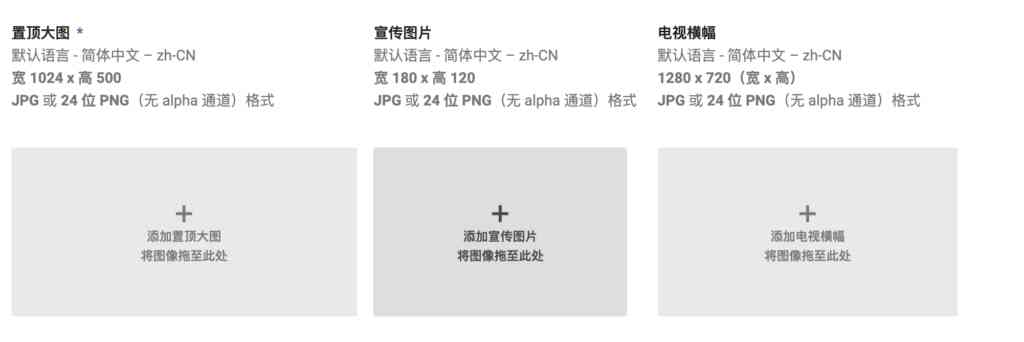 置顶大图 *
默认语言 - 简体中文 – zh-CN
宽 1024 x 高 500
JPG 或 24 位 PNG（无 alpha 通道）格式
添加置顶大图
将图像拖至此处
宣传图片
默认语言 - 简体中文 – zh-CN
宽 180 x 高 120
JPG 或 24 位 PNG（无 alpha 通道）格式
添加宣传图片
将图像拖至此处
电视横幅
默认语言 - 简体中文 – zh-CN
1280 x 720（宽 x 高）
JPG 或 24 位 PNG（无 alpha 通道）格式
添加电视横幅
将图像拖至此处